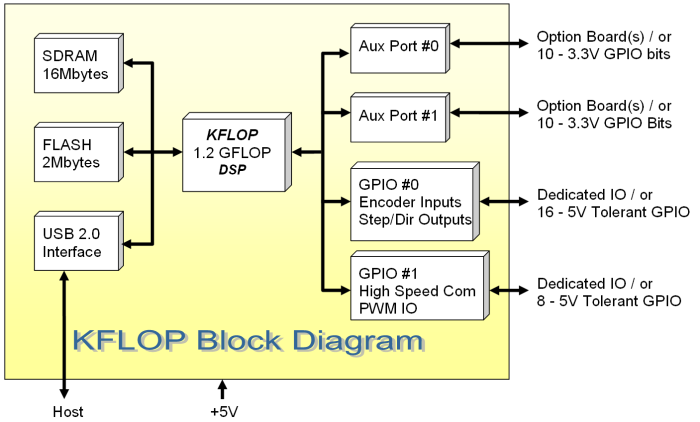 SDRAM
16Mbytes
FLASH
2Mbytes
USB 2.0
Interface
KFLOP
1.2 GFLOP
DSP
Aux Port #0
Aux Port #1
GPIO #0
Encoder Inputs
Step/Dir Outputs
GPIO #1
High Speed Com
PWM IO
Option Board(s) / or
10 - 3.3V GPIO bits
Option Board(s) / or
10 - 3.3V GPIO Bits
Dedicated IO / or
16 - 5V Tolerant GPIO
Dedicated IO / or
8 - 5V Tolerant GPIO
KFLOP Block Diagram
Host
+5V